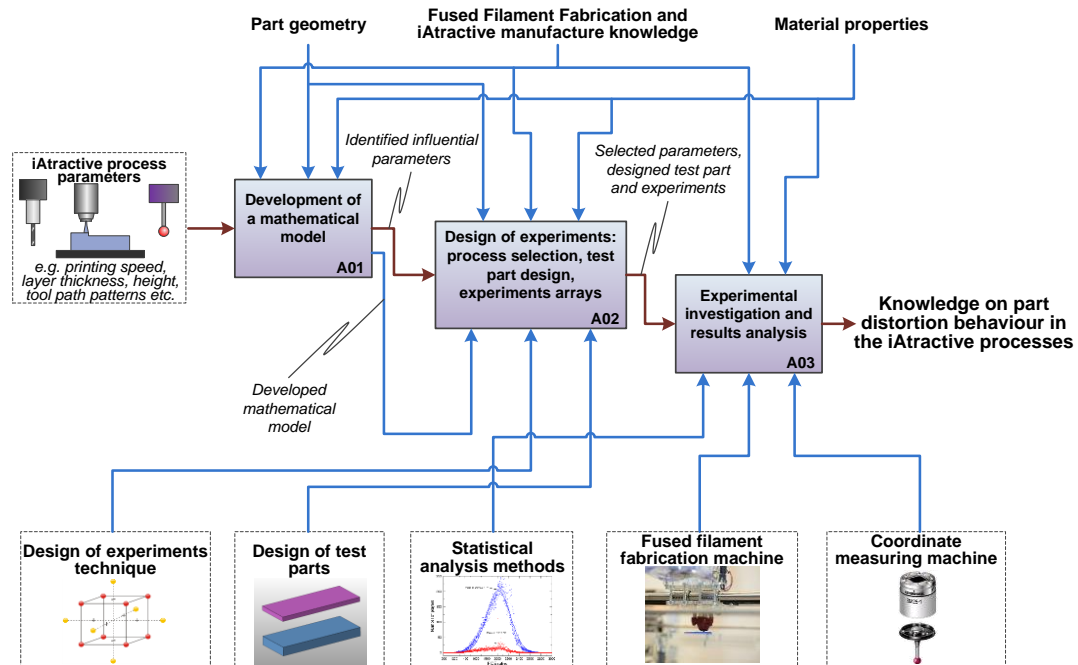 Part geometry
Fused Filament Fabrication and
iAtractive manufacture knowledge
Material properties
iAtractive process
parameters
e.g. printing speed,
layer thickness, height,
tool path patterns etc.
Identified influential
parameters
Development of
a mathematical
model
A01
Selected parameters,
designed test part
and experiments
Design of experiments:
process selection, test
part design,
experiments arrays
A02
Experimental
investigation and
results analysis
A03
Knowledge on part
distortion behaviour in
the iAtractive processes
Developed
mathematical
model
Design of experiments
technique
Design of test
parts
Statistical
analysis methods
Fused filament
fabrication machine
Coordinate
measuring machine